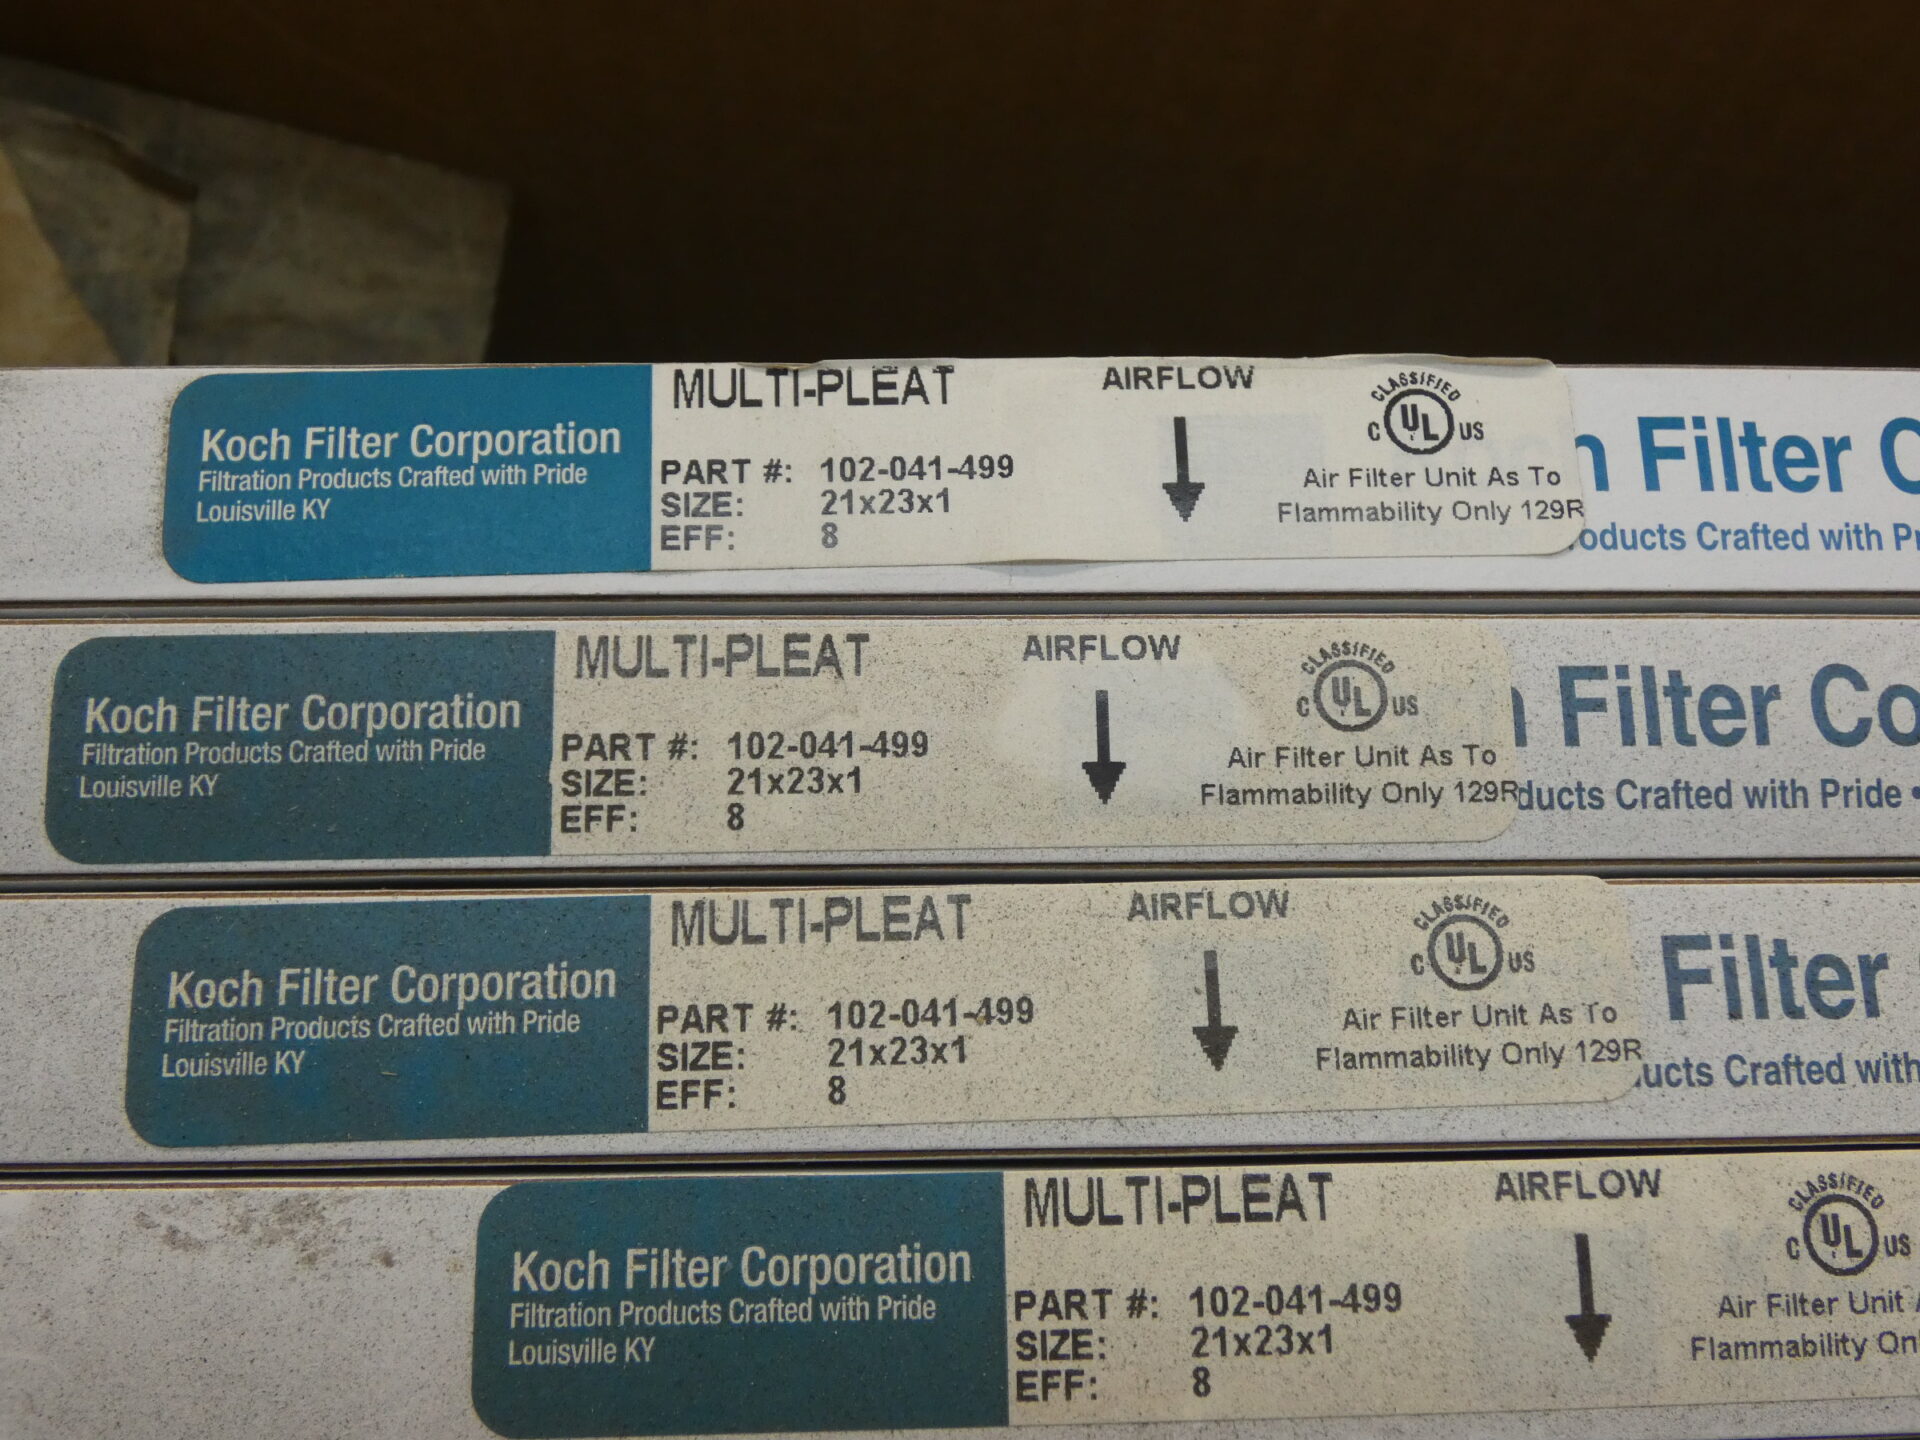 MULTI-PLEAT AIRFLOW CLASSIFIED
C UL US
Koch Filter Corporation
Filtration Products Crafted with Pride
Louisville KY
PART #: 102-041-499
SIZE: 21x23x1
EFF: 8
Air Filter Unit As To
Flammability Only 129R
Filter
Crafted with
MULTI-PLEAT AIRFLOW CLASSIFIED
C UL US
Koch Filter Corporation
Filtration Products Crafted with Pride
Louisville KY
PART #: 102-041-499
SIZE: 21x23x1
EFF: 8
Air Filter Unit As To
Flammability Only 129R
Filter Co
ducts Crafted with Pride •
MULTI-PLEAT AIRFLOW CLASSIFIED
C UL US
Koch Filter Corporation
Filtration Products Crafted with Pride
Louisville KY
PART #: 102-041-499
SIZE: 21x23x1
EFF: 8
Air Filter Unit As To
Flammability Only 129R
Filter
ucts Crafted with
MULTI-PLEAT AIRFLOW CLASSIFIED
C UL US
Koch Filter Corporation
Filtration Products Crafted with Pride
Louisville KY
PART #: 102-041-499
SIZE: 21x23x1
EFF: 8
Air Filter Unit
Flammability On